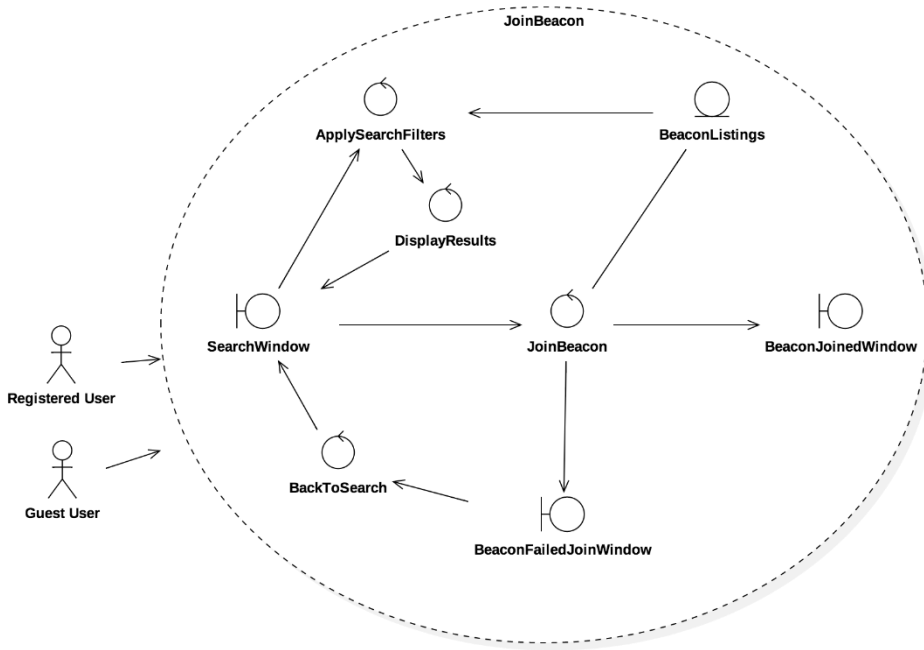 JoinBeacon
ApplySearchFilters
BeaconListings
DisplayResults
SearchWindow
JoinBeacon
BeaconJoinedWindow
Registered User
BackToSearch
Guest User
BeaconFailedJoinWindow